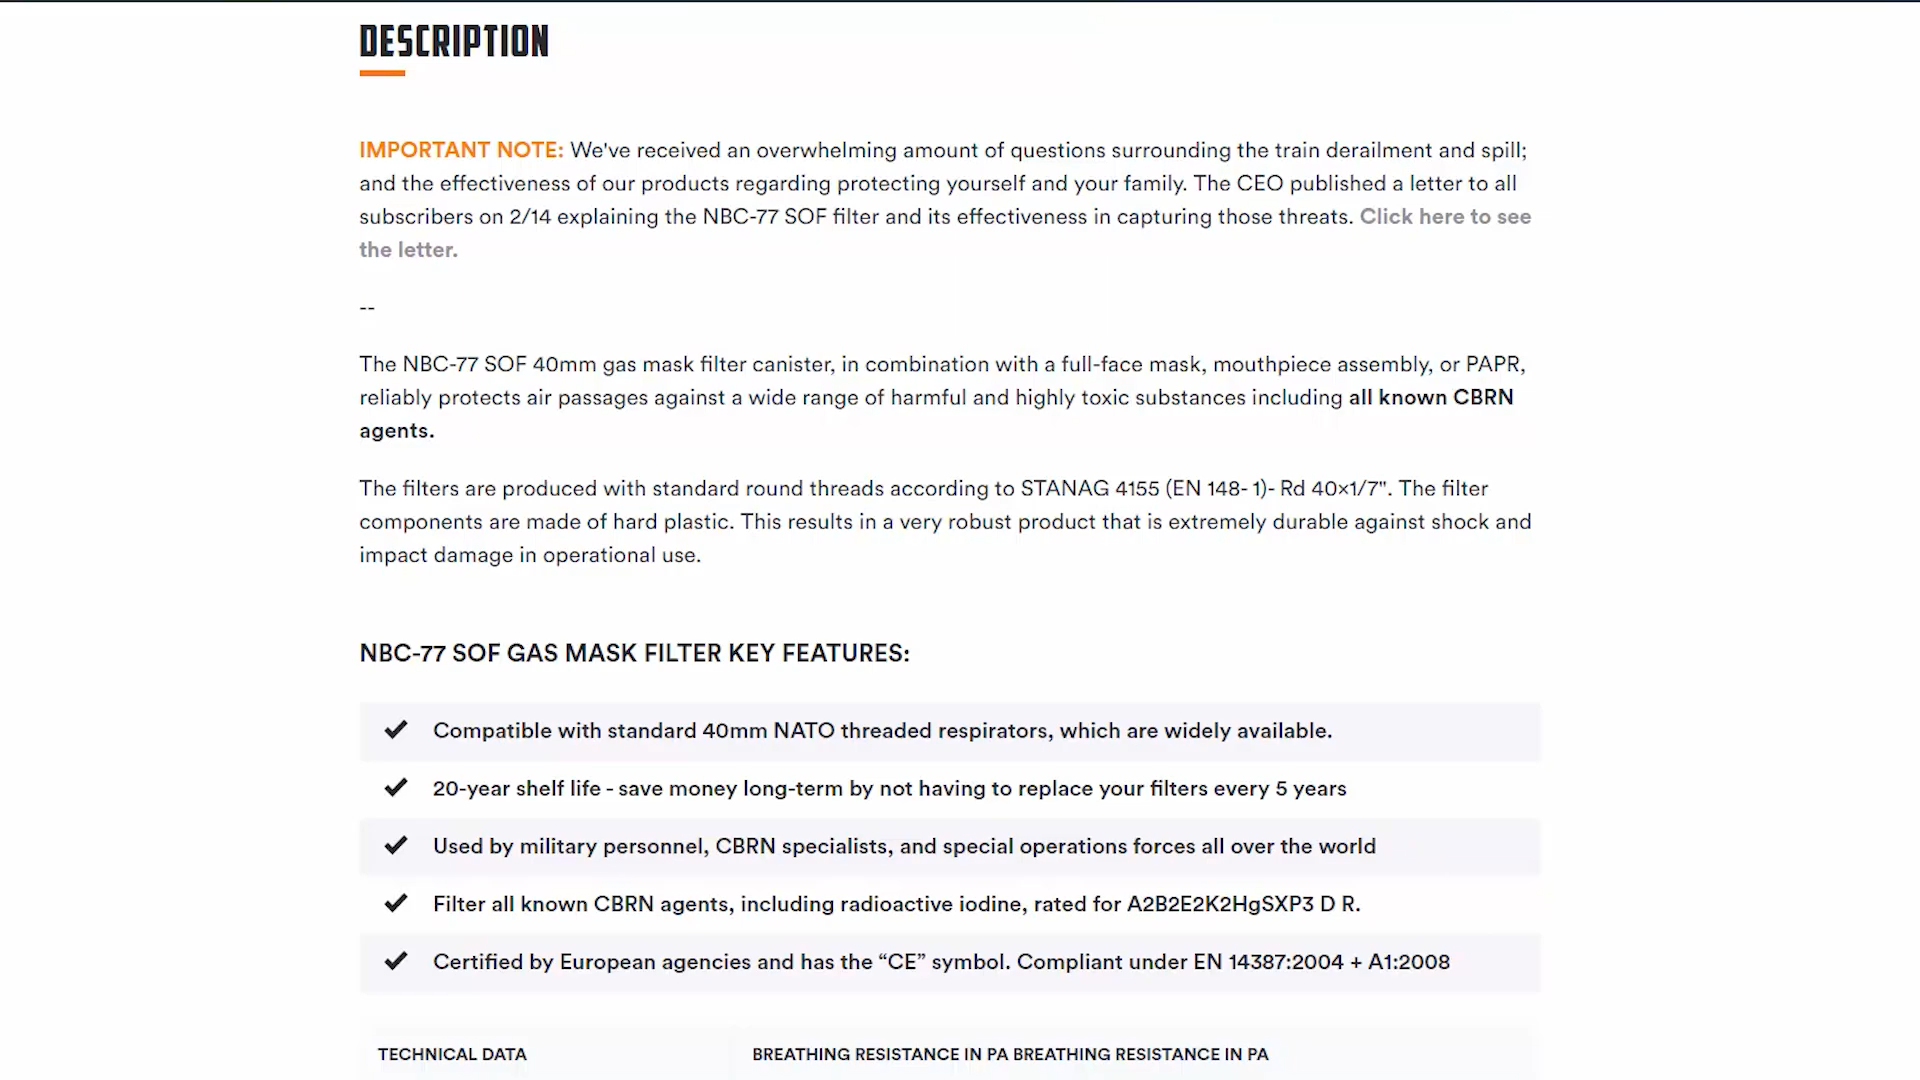 DESCRIPTION
IMPORTANT NOTE: We've received an overwhelming amount of questions surrounding the train derailment and spill;
and the effectiveness of our products regarding protecting yourself and your family. The CEO published a letter to all
subscribers on 2/14 explaining the NBC-77 SOF filter and its effectiveness in capturing those threats. Click here to see
the letter.
--
The NBC-77 SOF 40mm gas mask filter canister, in combination with a full-face mask, mouthpiece assembly, or PAPR,
reliably protects air passages against a wide range of harmful and highly toxic substances including all known CBRN
agents.
The filters are produced with standard round threads according to STANAG 4155 (EN 148- 1)- Rd 40×1/7". The filter
components are made of hard plastic. This results in a very robust product that is extremely durable against shock and
impact damage in operational use.
NBC-77 SOF GAS MASK FILTER KEY FEATURES:
Compatible with standard 40mm NATO threaded respirators, which are widely available.
20-year shelf life - save money long-term by not having to replace your filters every 5 years
Used by military personnel, CBRN specialists, and special operations forces all over the world
Filter all known CBRN agents, including radioactive iodine, rated for A2B2E2K2HgSXP3 D R.
Certified by European agencies and has the “CE” symbol. Compliant under EN 14387:2004 + A1:2008
TECHNICAL DATA BREATHING RESISTANCE IN PA BREATHING RESISTANCE IN PA